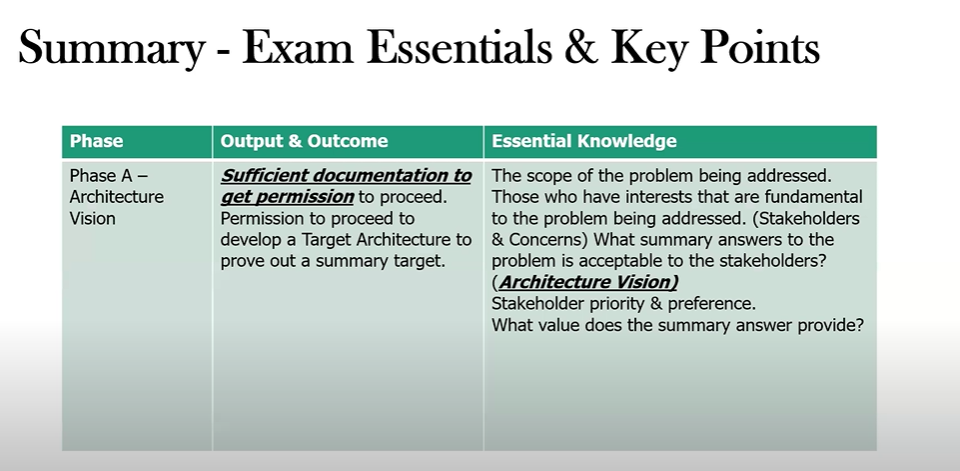 Summary - Exam Essentials & Key Points
Phase
Output & Outcome
Essential Knowledge
Phase A –
Architecture
Vision
Sufficient documentation to
get permission to proceed.
Permission to proceed to
develop a Target Architecture to
prove out a summary target.
The scope of the problem being addressed.
Those who have interests that are fundamental
to the problem being addressed. (Stakeholders
& Concerns) What summary answers to the
problem is acceptable to the stakeholders?
(Architecture Vision)
Stakeholder priority & preference.
What value does the summary answer provide?